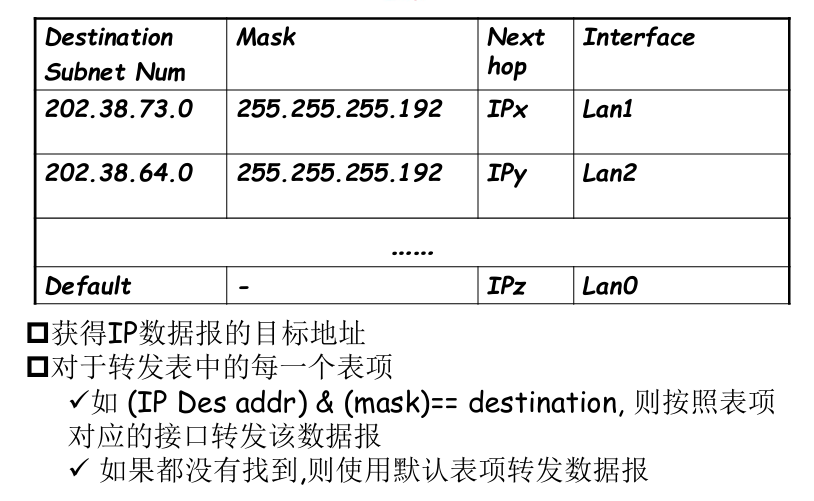 Destination Subnet Num Mask Next hop Interface
202.38.73.0 255.255.255.192 IPx Lan1
202.38.64.0 255.255.255.192 IPy Lan2
……
Default - IPz Lan0
获得IP数据报的目标地址
对于转发表中的每一个表项
✓如 (IP Des addr) & (mask)== destination, 则按照表项
对应的接口转发该数据报
✓ 如果都没有找到,则使用默认表项转发数据报